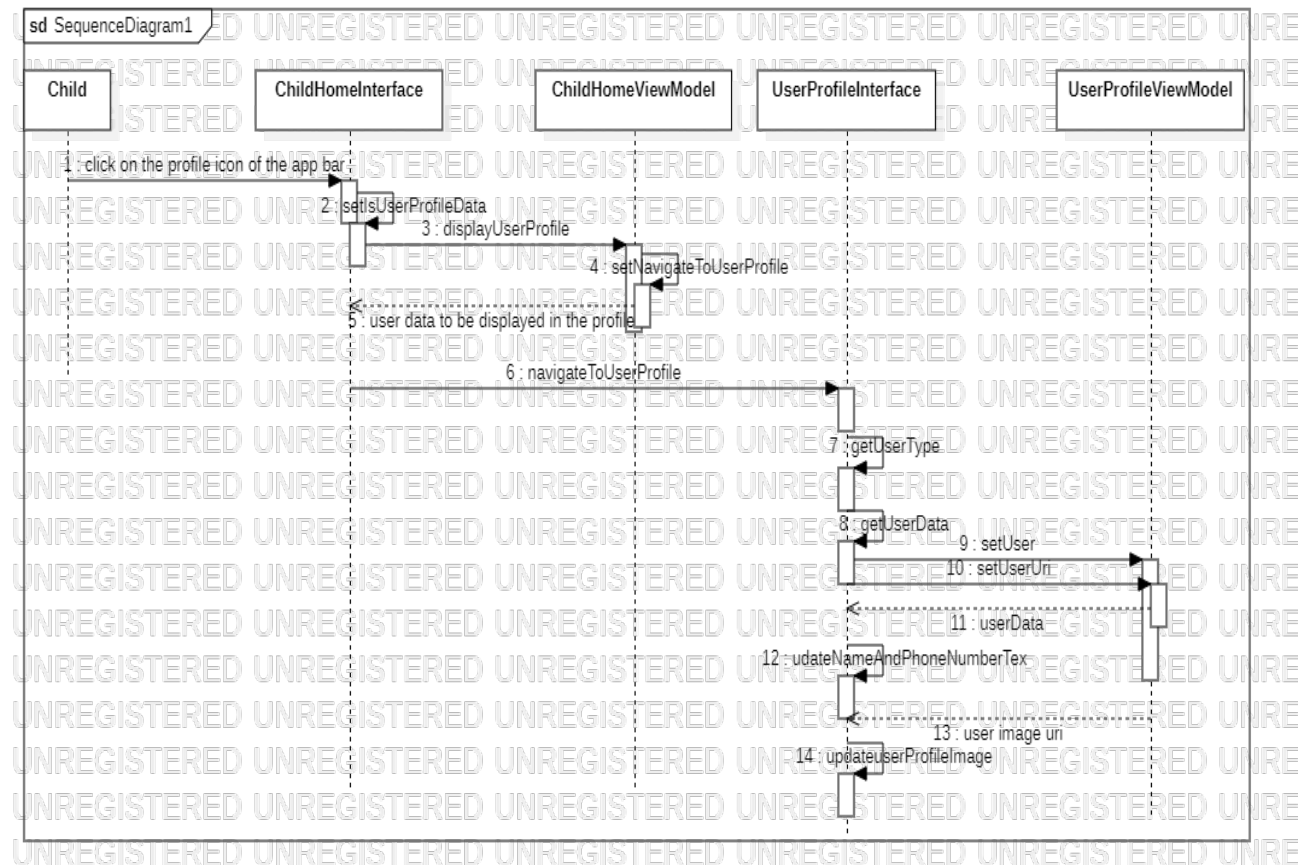 sd SequenceDiagram1
Child
ChildHomeInterface
ChildHomeViewModel
UserProfileInterface
UserProfileViewModel
1 : click on the profile icon of the app bar
2 : setIsUserProfileData
3 : displayUserProfile
4 : setNavigateToUserProfile
5 : user data to be displayed in the profile
6 : navigateToUserProfile
7 : getUserType
8 : getUserData
9 : setUser
10 : setUserUri
11 : userData
12 : udateNameAndPhoneNumberTex
13 : user image uri
14 : updateuserProfileImage
UNREGISTERED